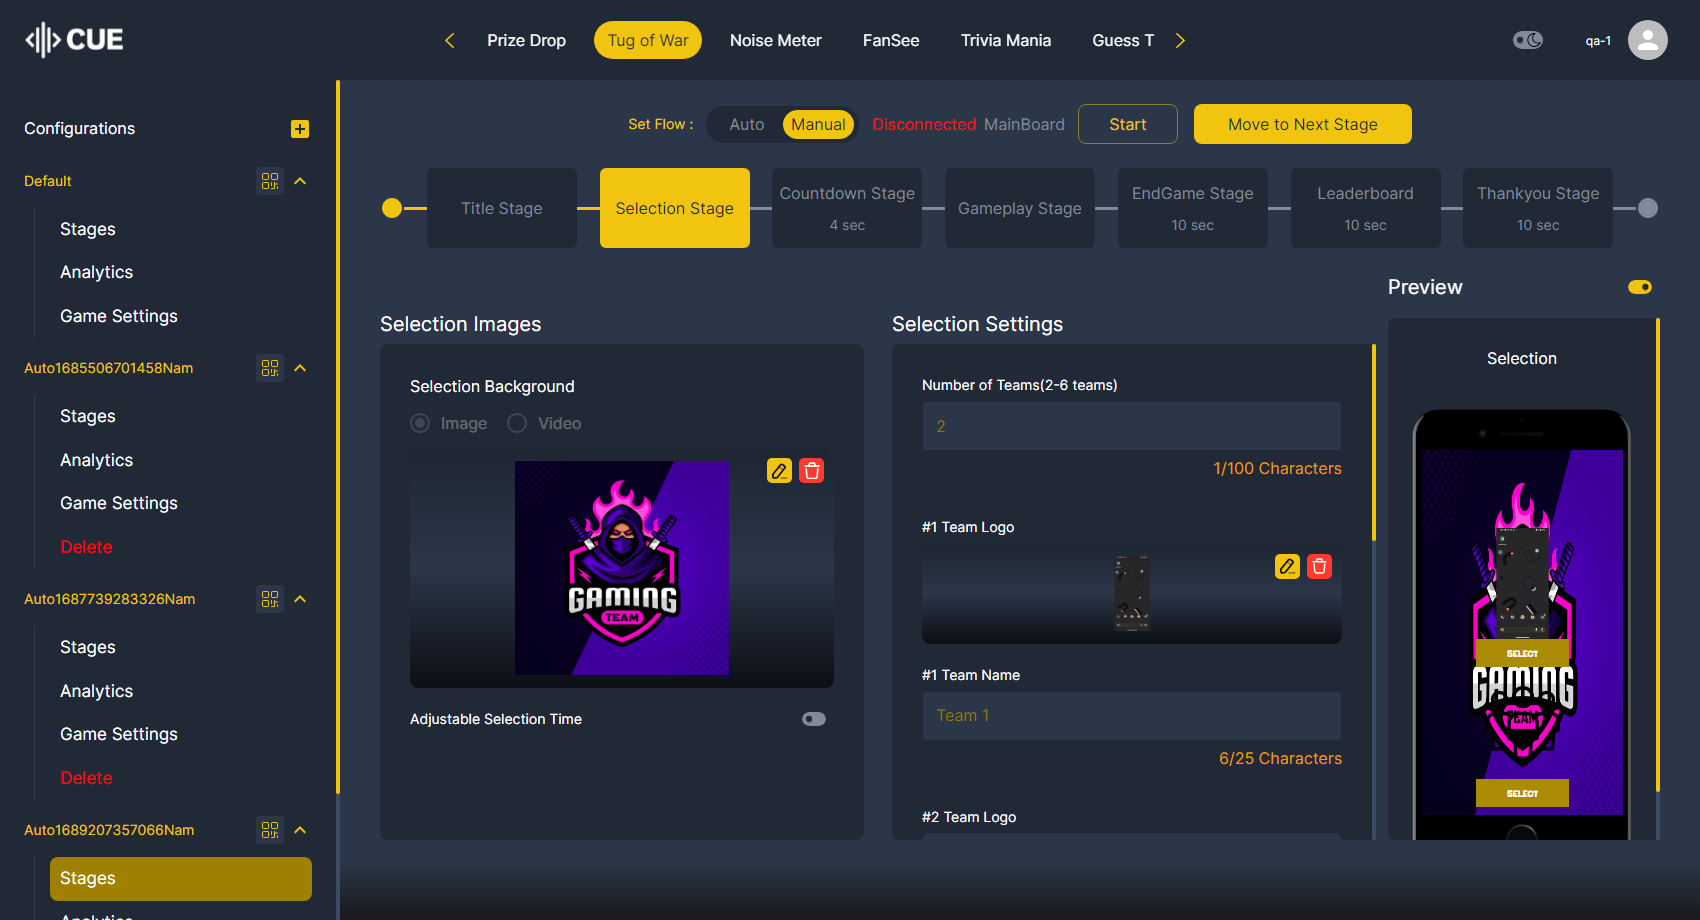 CUE
Prize Drop
Tug of War
Noise Meter
FanSee
Trivia Mania
Guess T
qa-1
Configurations
Default
Stages
Analytics
Game Settings
Auto1685506701458Nam
Stages
Analytics
Game Settings
Delete
Auto1687739283326Nam
Stages
Analytics
Game Settings
Delete
Auto1689207357066Nam
Stages
Analytics
Set Flow :
Auto
Manual
Disconnected MainBoard
Start
Move to Next Stage
Title Stage
Selection Stage
Countdown Stage
4 sec
Gameplay Stage
EndGame Stage
10 sec
Leaderboard
10 sec
Thankyou Stage
10 sec
Selection Images
Selection Background
Image
Video
GAMING
TEAM
Adjustable Selection Time
Selection Settings
Number of Teams(2-6 teams)
2
1/100 Characters
#1 Team Logo
#1 Team Name
Team 1
6/25 Characters
#2 Team Logo
Preview
Selection
SELECT
GAMING
TEAM
SELECT